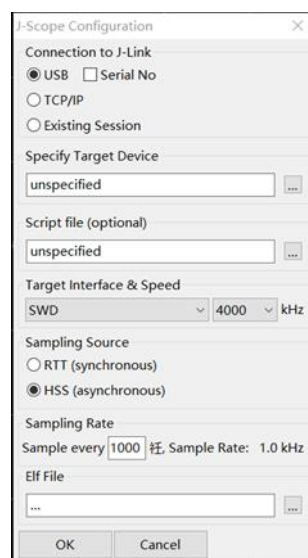 J-Scope Configuration
Connection to J-Link
USB Serial No
TCP/IP
Existing Session
Specify Target Device
unspecified
...
Script file (optional)
unspecified
...
Target Interface & Speed
SWD 4000 kHz
Sampling Source
RTT (synchronous)
HSS (asynchronous)
Sampling Rate
Sample every 1000 祍, Sample Rate: 1.0 kHz
Elf File
...
...
OK Cancel